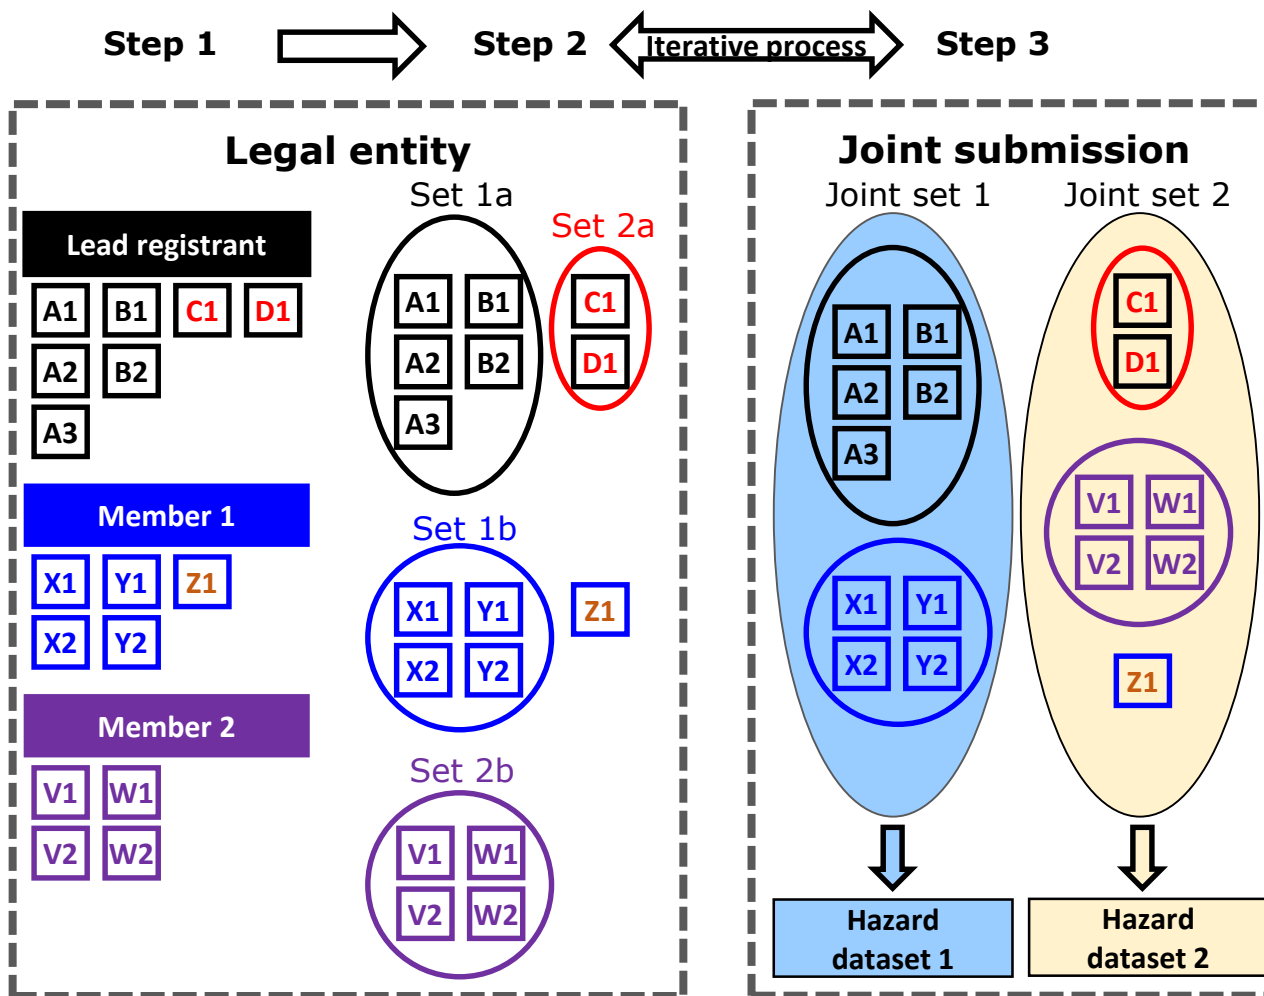 Step 1
Step 2
Iterative process
Step 3
Legal entity
Joint submission
Lead registrant
A1 B1 C1 D1
A2 B2
A3
Member 1
X1 Y1 Z1
X2 Y2
Member 2
V1 W1
V2 W2
Set 1a
A1 B1
A2 B2
A3
Set 2a
C1
D1
Set 1b
X1 Y1
X2 Y2
Z1
Set 2b
V1 W1
V2 W2
Joint set 1
A1 B1
A2 B2
A3
X1 Y1
X2 Y2
Hazard
dataset 1
Joint set 2
C1
D1
V1 W1
V2 W2
Z1
Hazard
dataset 2